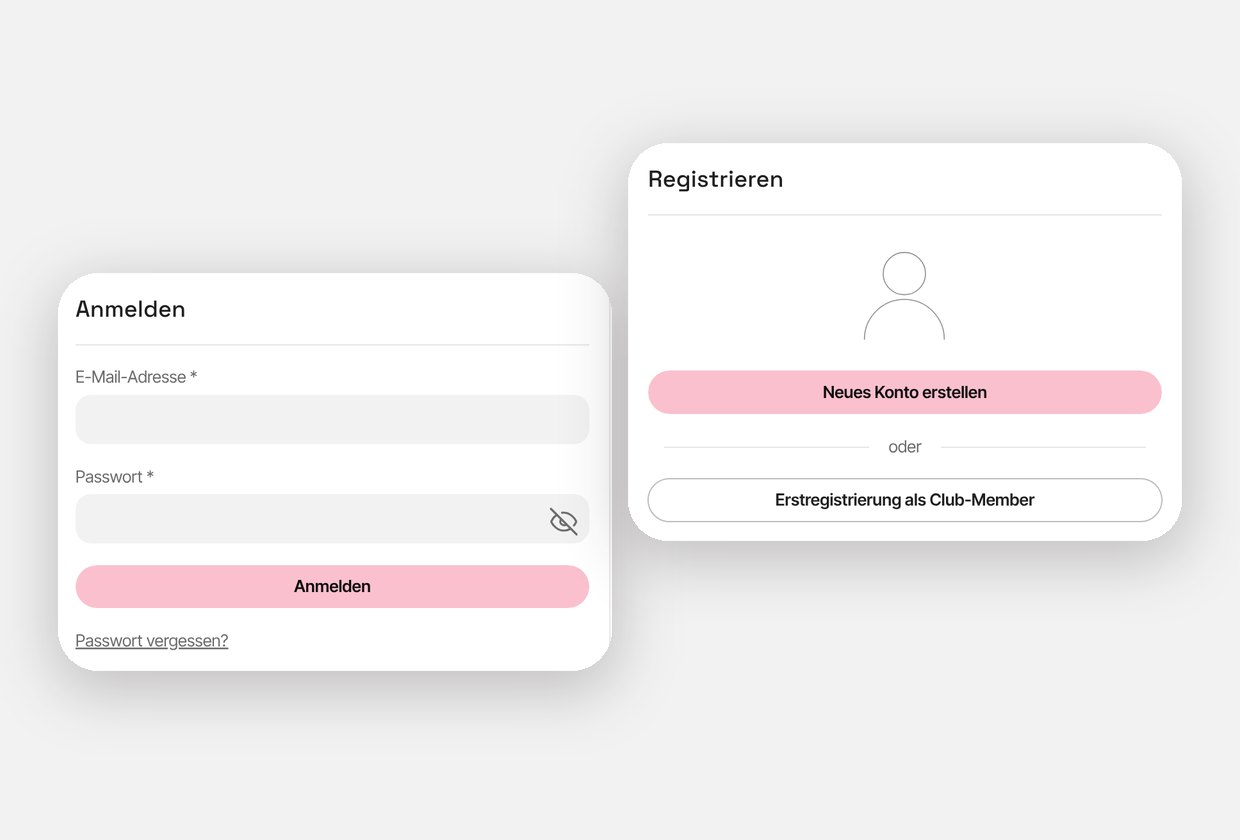 Anmelden
E-Mail-Adresse *
Passwort *
Anmelden
Passwort vergessen?
Registrieren
Neues Konto erstellen
oder
Erstregistrierung als Club-Member